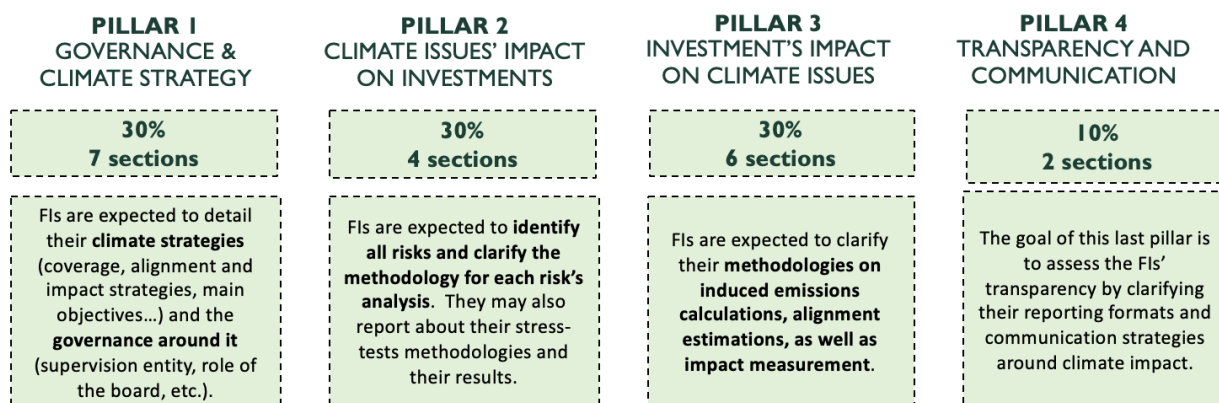 PILLAR 1
GOVERNANCE &
CLIMATE STRATEGY
30%
7 sections
FIs are expected to detail
their climate strategies
(coverage, alignment and
impact strategies, main
objectives…) and the
governance around it
(supervision entity, role of
the board, etc.).
PILLAR 2
CLIMATE ISSUES’ IMPACT
ON INVESTMENTS
30%
4 sections
FIs are expected to identify
all risks and clarify the
methodology for each risk’s
analysis. They may also
report about their stress-
tests methodologies and
their results.
PILLAR 3
INVESTMENT’S IMPACT
ON CLIMATE ISSUES
30%
6 sections
FIs are expected to clarify
their methodologies on
induced emissions
calculations, alignment
estimations, as well as
impact measurement.
PILLAR 4
TRANSPARENCY AND
COMMUNICATION
10%
2 sections
The goal of this last pillar is
to assess the FIs’
transparency by clarifying
their reporting formats and
communication strategies
around climate impact.